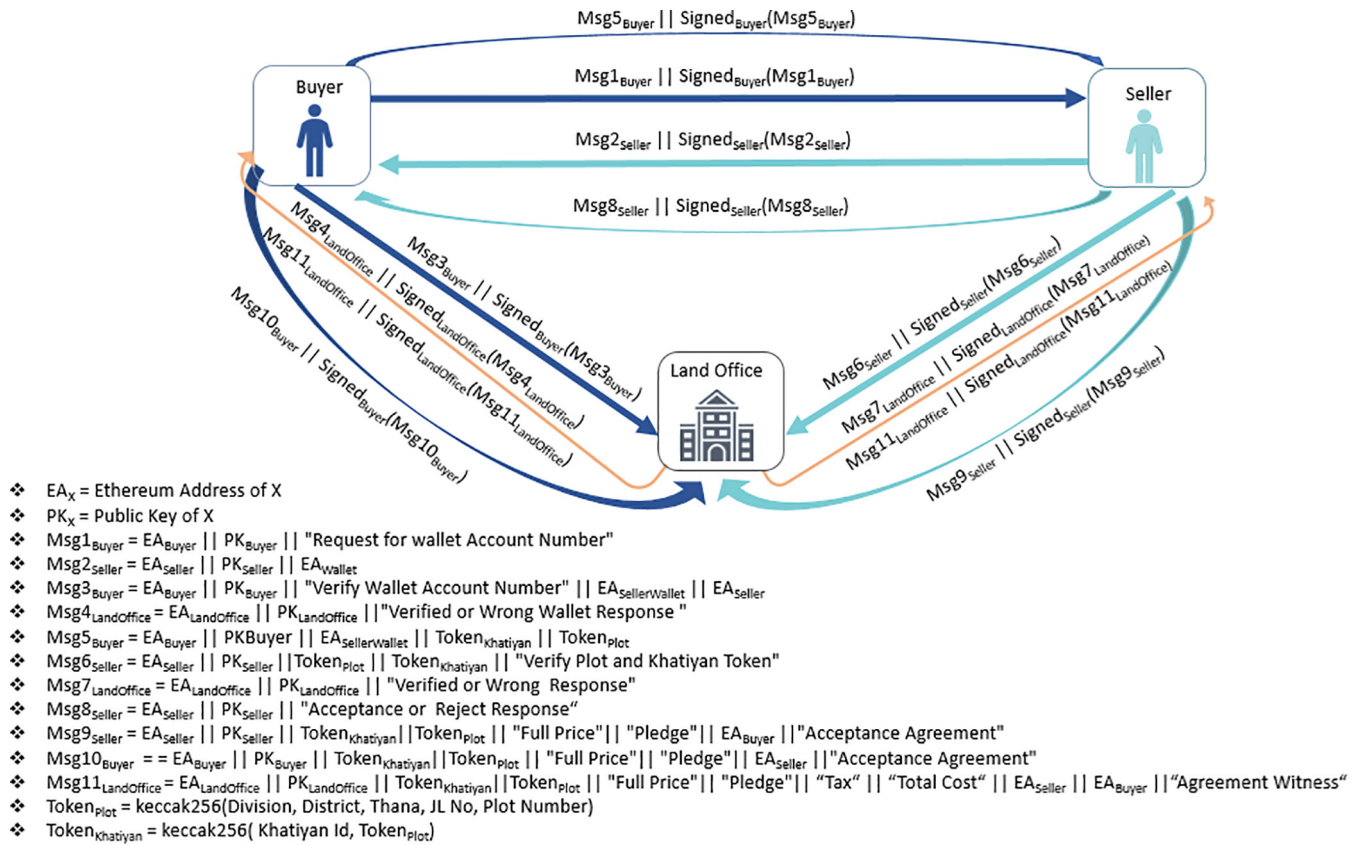 Msg5Buyer || SignedBuyer(Msg5Buyer)
Buyer
Msg1Buyer || SignedBuyer(Msg1Buyer)
Seller
Msg2Seller || SignedSeller(Msg2Seller)
Msg8Seller || SignedSeller(Msg8Seller)
Msg3Buyer || SignedBuyer(Msg3Buyer)
Msg4LandOffice || SignedLandOffice(Msg4LandOffice)
Msg11LandOffice || SignedLandOffice(Msg11LandOffice)
Msg10Buyer || SignedBuyer(Msg10Buyer)
Msg6Seller || SignedSeller(Msg6Seller)
Msg7LandOffice || SignedLandOffice(Msg7LandOffice)
Msg11LandOffice || SignedLandOffice(Msg11LandOffice)
Msg9Seller || SignedSeller(Msg9Seller)
Land Office
❖ EAX = Ethereum Address of X
❖ PKX = Public Key of X
❖ Msg1Buyer = EABuyer || PKBuyer || "Request for wallet Account Number"
❖ Msg2Seller = EASeller || PKSeller || EAWallet
❖ Msg3Buyer = EABuyer || PKBuyer || "Verify Wallet Account Number" || EASellerWallet || EASeller
❖ Msg4LandOffice = EALandOffice || PKLandOffice ||"Verified or Wrong Wallet Response "
❖ Msg5Buyer = EABuyer || PKBuyer || EASellerWallet || TokenKhatiyan || TokenPlot
❖ Msg6Seller = EASeller || PKSeller ||TokenPlot || TokenKhatiyan || "Verify Plot and Khatiyan Token"
❖ Msg7LandOffice = EALandOffice || PKLandOffice || "Verified or Wrong  Response"
❖ Msg8Seller = EASeller || PKSeller || "Acceptance or  Reject Response“
❖ Msg9Seller = EASeller || PKSeller || TokenKhatiyan||TokenPlot || "Full Price"|| "Pledge"|| EABuyer ||"Acceptance Agreement"
❖ Msg10Buyer = = EABuyer || PKBuyer || TokenKhatiyan||TokenPlot || "Full Price"|| "Pledge"|| EASeller ||"Acceptance Agreement"
❖ Msg11LandOffice = EALandOffice || PKLandOffice || TokenKhatiyan||TokenPlot || "Full Price"|| "Pledge"|| “Tax“ || “Total Cost“ || EASeller || EABuyer ||“Agreement Witness“
❖ TokenPlot = keccak256(Division, District, Thana, JL No, Plot Number)
❖ TokenKhatiyan = keccak256( Khatiyan Id, TokenPlot)